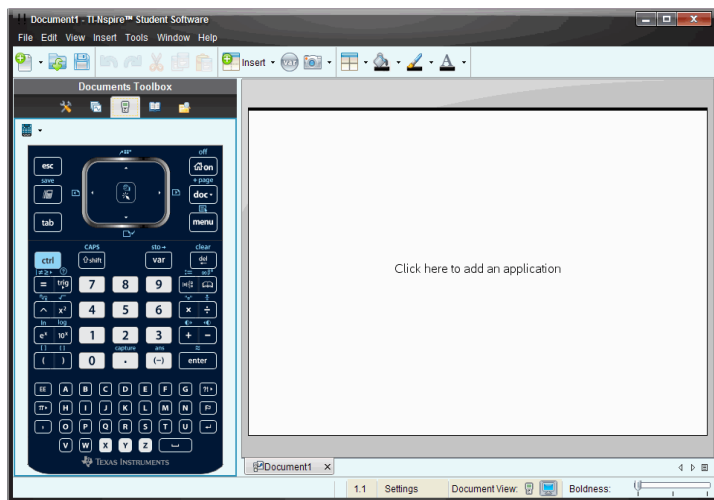 Document1 - TI-Nspire™ Student Software
File Edit View Insert Tools Window Help
Insert
var
A
Documents Toolbox
Click here to add an application
off
esc
on
save
+ page
doc
tab
menu
CAPS
sto→
clear
ctrl
⇧shift
var
del
= trig 7 8 9
^ x² 4 5 6 × ÷
ln log
eˣ 10ˣ 1 2 3 + −
capture ans
( ) 0 . (−) enter
EE A B C D E F G ?!▸
π▸ H I J K L M N
, O P Q R S T U
V W X Y Z
TEXAS INSTRUMENTS
Document1
1.1 Settings Document View: Boldness: